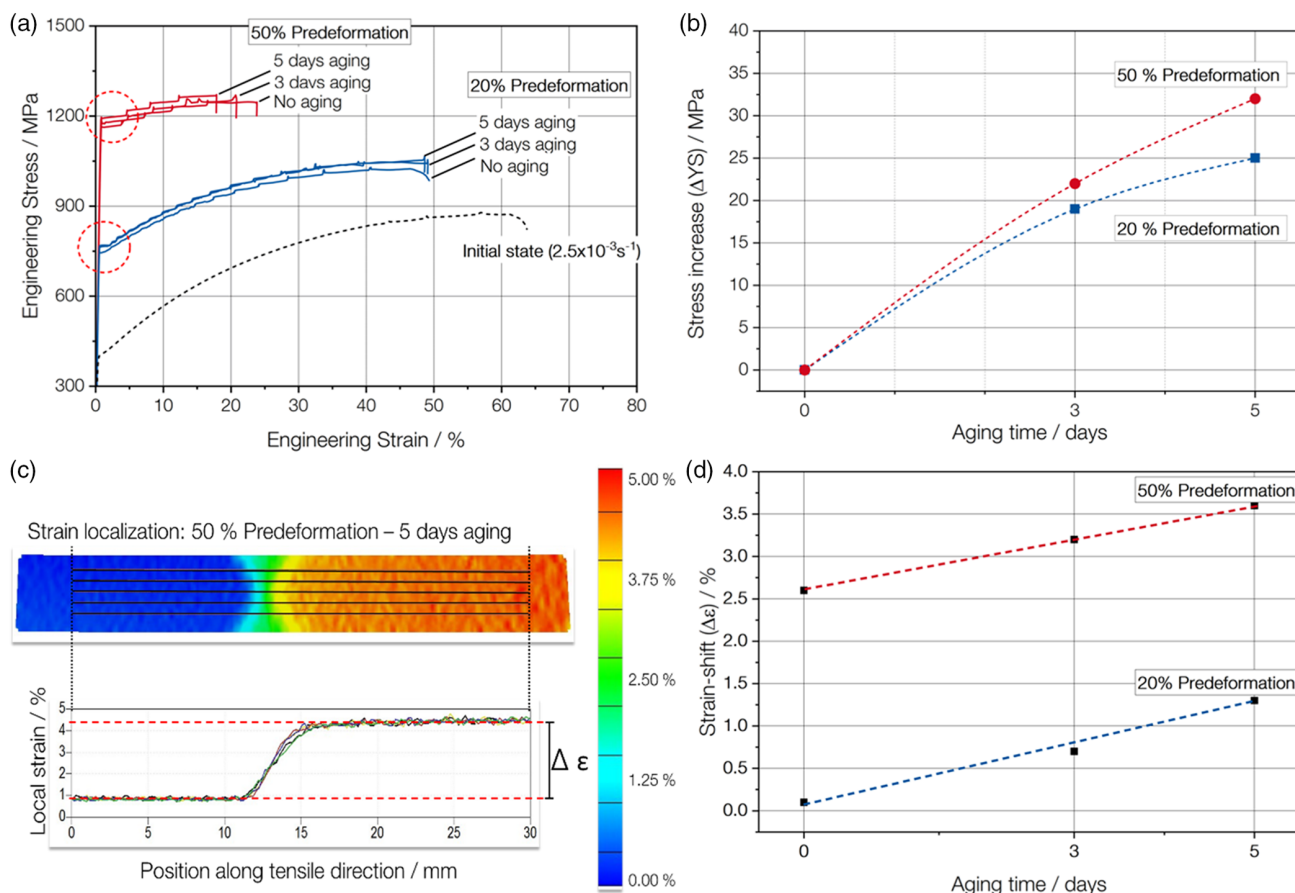 (a)
1500
1200
900
600
300
Engineering Stress / MPa
50% Predeformation
5 days aging
3 davs aging
No aging
20% Predeformation
5 days aging
3 days aging
No aging
Initial state (2.5x10⁻³s⁻¹)
0 10 20 30 40 50 60 70 80
Engineering Strain / %
(b)
40
35
30
25
20
15
10
5
0
Stress increase (ΔYS) / MPa
50 % Predeformation
20 % Predeformation
0 3 5
Aging time / days
(c)
Strain localization: 50 % Predeformation – 5 days aging
5.00 %
3.75 %
2.50 %
1.25 %
0.00 %
Local strain / %
5
4
3
2
1
0
Δ ε
0 5 10 15 20 25 30
Position along tensile direction / mm
(d)
4.0
3.5
3.0
2.5
2.0
1.5
1.0
0.5
0.0
Strain-shift (Δε) / %
50% Predeformation
20% Predeformation
0 3 5
Aging time / days